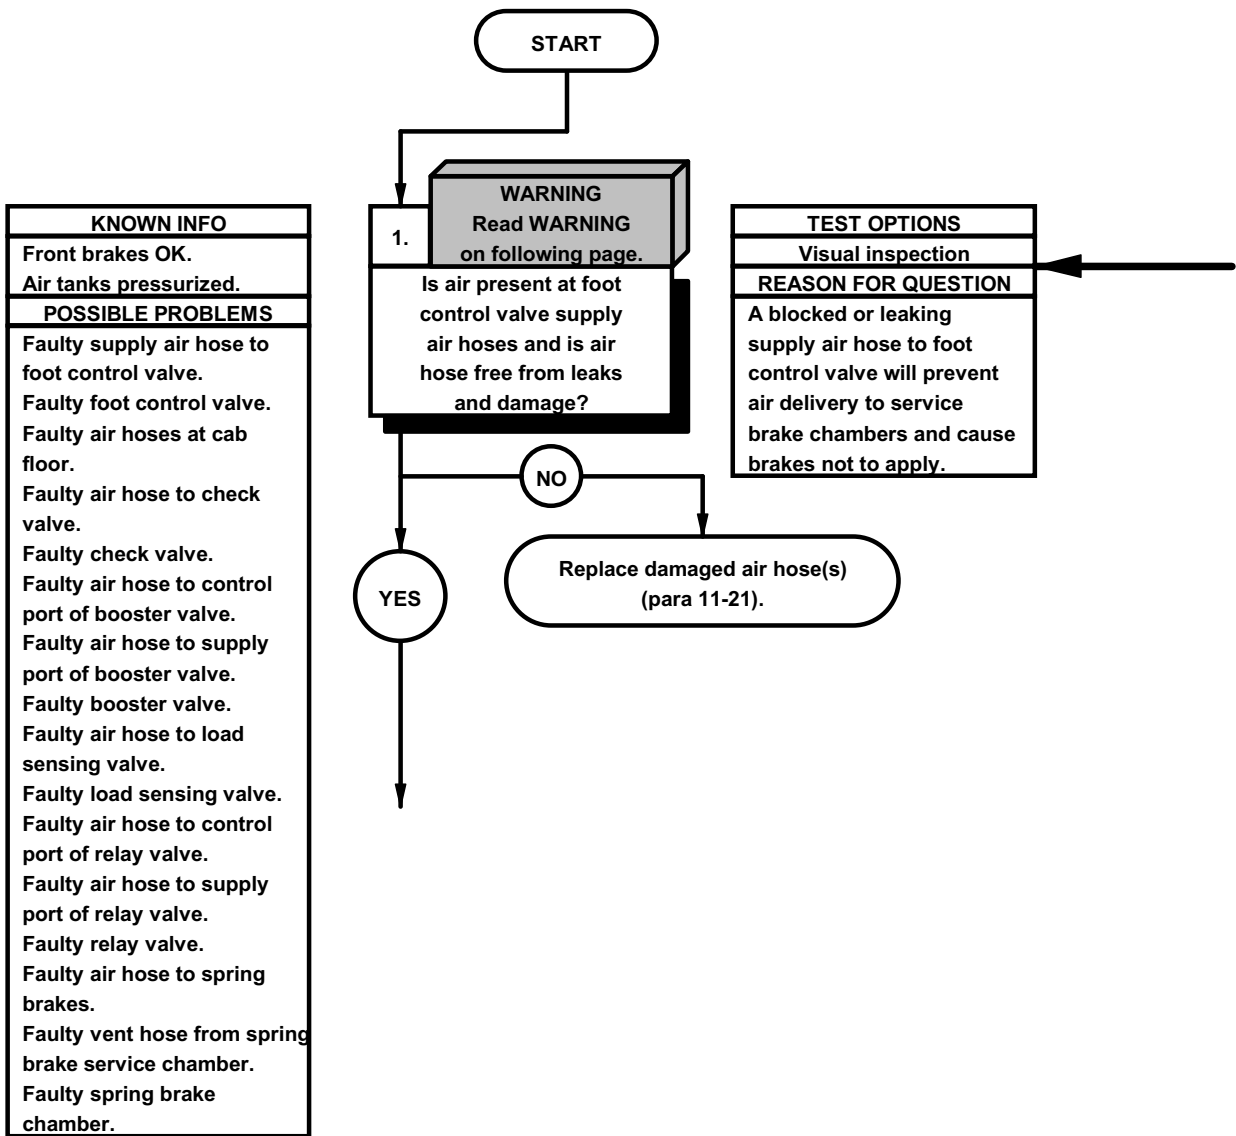 START
KNOWN INFO
Front brakes OK.
Air tanks pressurized.
POSSIBLE PROBLEMS
Faulty supply air hose to
foot control valve.
Faulty foot control valve.
Faulty air hoses at cab
floor.
Faulty air hose to check
valve.
Faulty check valve.
Faulty air hose to control
port of booster valve.
Faulty air hose to supply
port of booster valve.
Faulty booster valve.
Faulty air hose to load
sensing valve.
Faulty load sensing valve.
Faulty air hose to control
port of relay valve.
Faulty air hose to supply
port of relay valve.
Faulty relay valve.
Faulty air hose to spring
brakes.
Faulty vent hose from spring
brake service chamber.
Faulty spring brake
chamber.
1.
WARNING
Read WARNING
on following page.
Is air present at foot
control valve supply
air hoses and is air
hose free from leaks
and damage?
NO
YES
Replace damaged air hose(s)
(para 11-21).
TEST OPTIONS
Visual inspection
REASON FOR QUESTION
A blocked or leaking
supply air hose to foot
control valve will prevent
air delivery to service
brake chambers and cause
brakes not to apply.